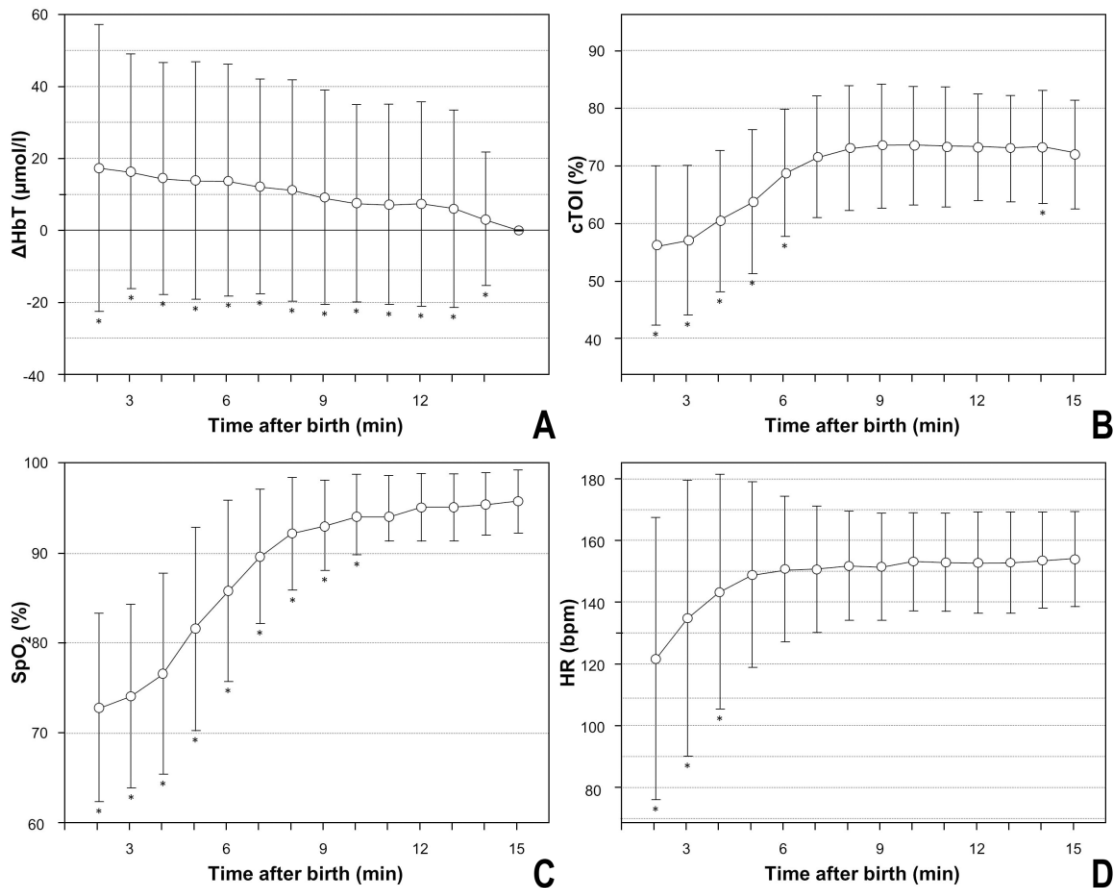 60
40
20
0
-20
-40
ΔHbT (µmol/l)
* * * * * * * * * * * * *
3 6 9 12
Time after birth (min)
A
90
80
70
60
50
40
cTOI (%)
* * * * * *
3 6 9 12 15
Time after birth (min)
B
100
90
80
70
60
SpO₂ (%)
* * * * * * * * *
3 6 9 12 15
Time after birth (min)
C
180
160
140
120
100
80
HR (bpm)
* * *
3 6 9 12 15
Time after birth (min)
D